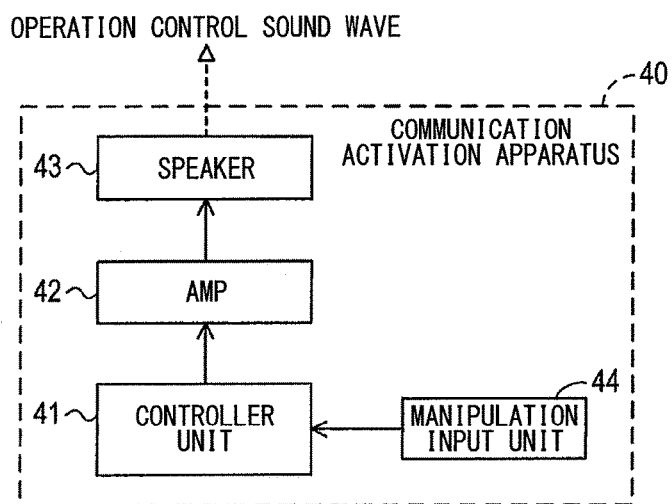 OPERATION CONTROL SOUND WAVE
40
COMMUNICATION
ACTIVATION APPARATUS
43
SPEAKER
42
AMP
41
CONTROLLER
UNIT
44
MANIPULATION
INPUT UNIT